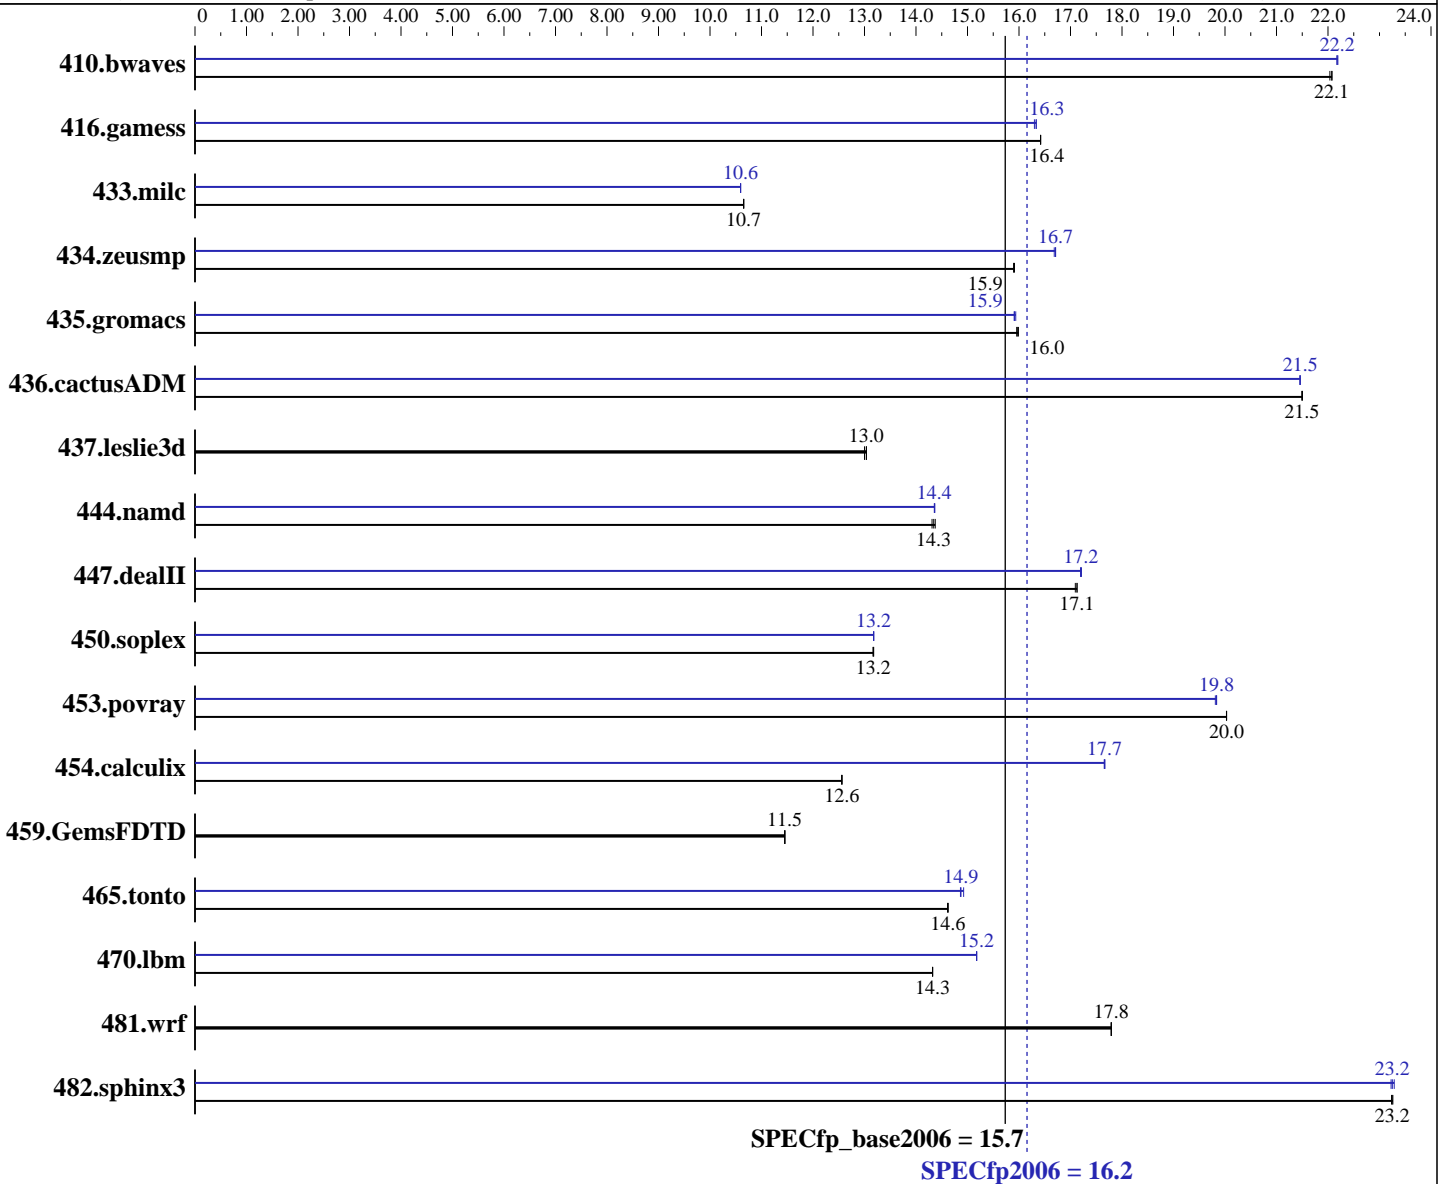 0 1.00 2.00 3.00 4.00 5.00 6.00 7.00 8.00 9.00 10.0 11.0 12.0 13.0 14.0 15.0 16.0 17.0 18.0 19.0 20.0 21.0 22.0 24.0
22.2
410.bwaves
22.1
16.3
416.gamess
16.4
10.6
433.milc
10.7
16.7
434.zeusmp
15.9
15.9
435.gromacs
16.0
21.5
436.cactusADM
21.5
13.0
437.leslie3d
14.4
444.namd
14.3
17.2
447.dealII
17.1
13.2
450.soplex
13.2
19.8
453.povray
20.0
17.7
454.calculix
12.6
11.5
459.GemsFDTD
14.9
465.tonto
14.6
15.2
470.lbm
14.3
17.8
481.wrf
23.2
482.sphinx3
23.2
SPECfp_base2006 = 15.7
SPECfp2006 = 16.2